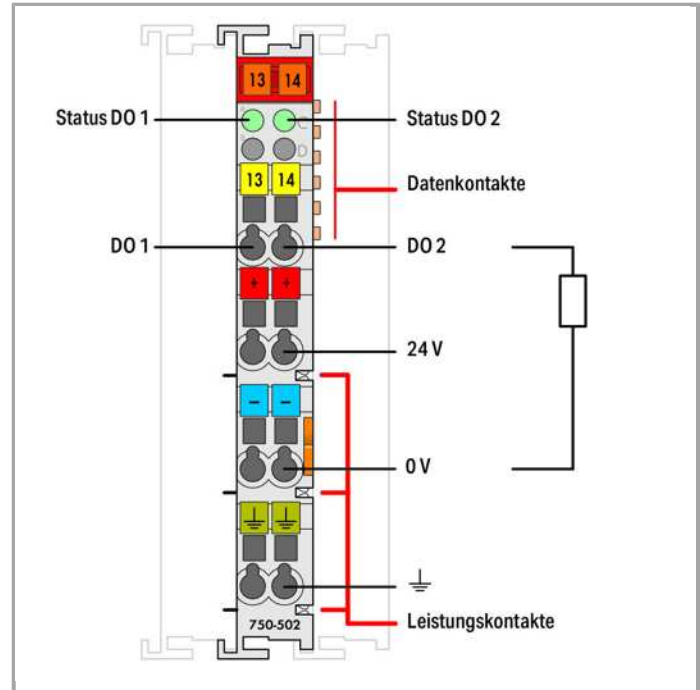 13 14
Status DO 1
Status DO 2
C
D
13 14
Datenkontakte
DO 1
DO 2
+ +
24 V
- -
0 V
750-502
Leistungskontakte